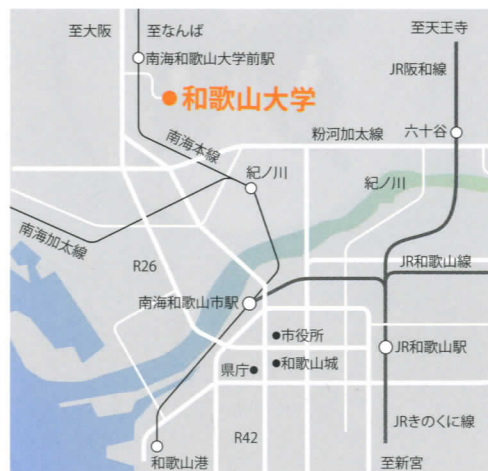 至大阪
至なんば
至天王寺
南海和歌山大学前駅
JR阪和線
和歌山大学
粉河加太線
六十谷
南海本線
紀ノ川
紀ノ川
南海加太線
R26
JR和歌山線
南海和歌山市駅
市役所
JR和歌山駅
県庁
和歌山城
JRきのくに線
R42
和歌山港
至新宮